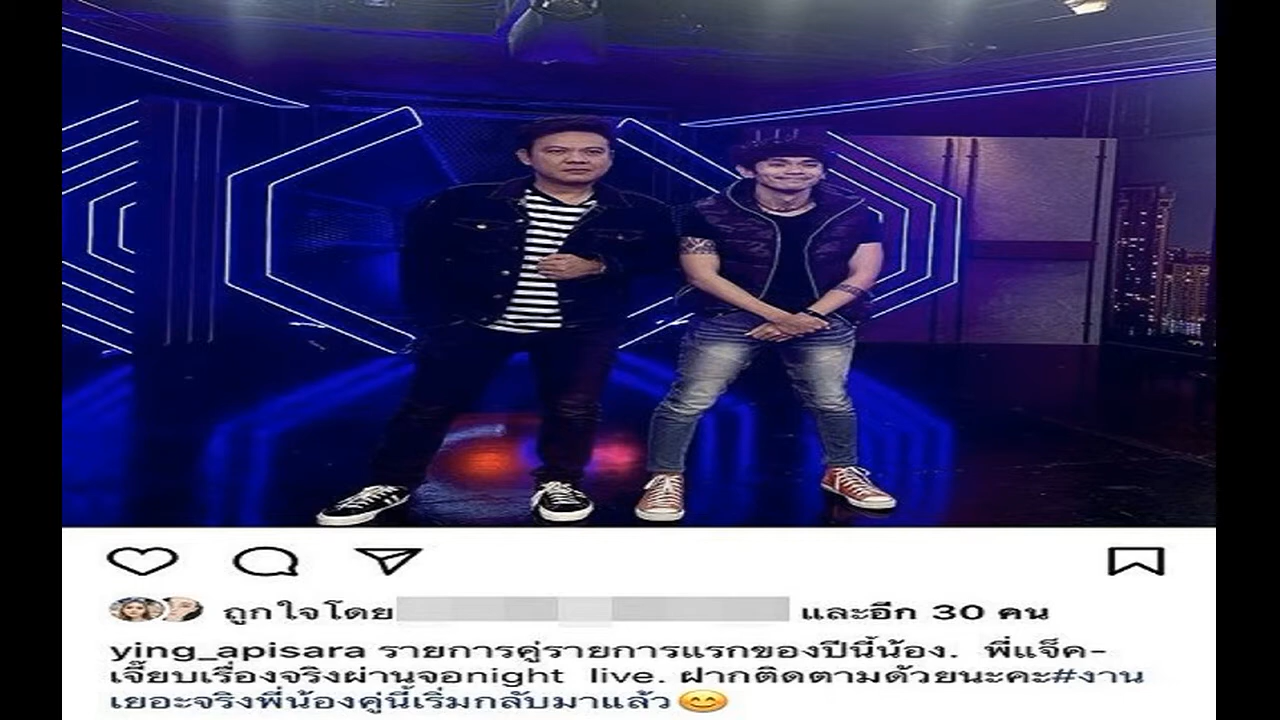 ถูกใจโดย และอีก 30 คน
ying_apisara รายการคู่รายการแรกของปีนี้น้อง. พี่แจ็ค-
เจี๊ยบเรื่องจริงผ่านจอnight live. ฝากติดตามด้วยนะคะ#งาน
เยอะจริงพี่น้องคู่นี้เริ่มกลับมาแล้ว😊